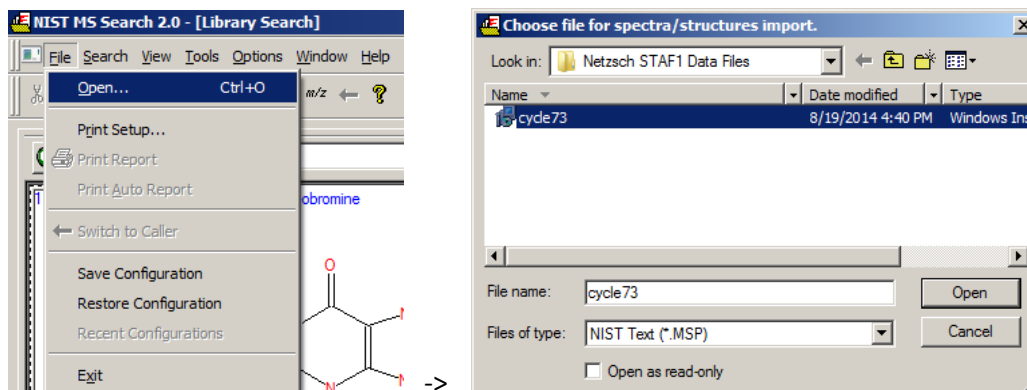 NIST MS Search 2.0 - [Library Search]
File Search View Tools Options Window Help
Open... Ctrl+O
m/z
Print Setup...
Print Report
Print Auto Report
obromine
Switch to Caller
Save Configuration
Restore Configuration
Recent Configurations
Exit
O
N
->
Choose file for spectra/structures import.
Look in: Netzsch STAF1 Data Files
Name Date modified Type
cycle73 8/19/2014 4:40 PM Windows Ins
File name: cycle73 Open
Files of type: NIST Text (*.MSP) Cancel
Open as read-only